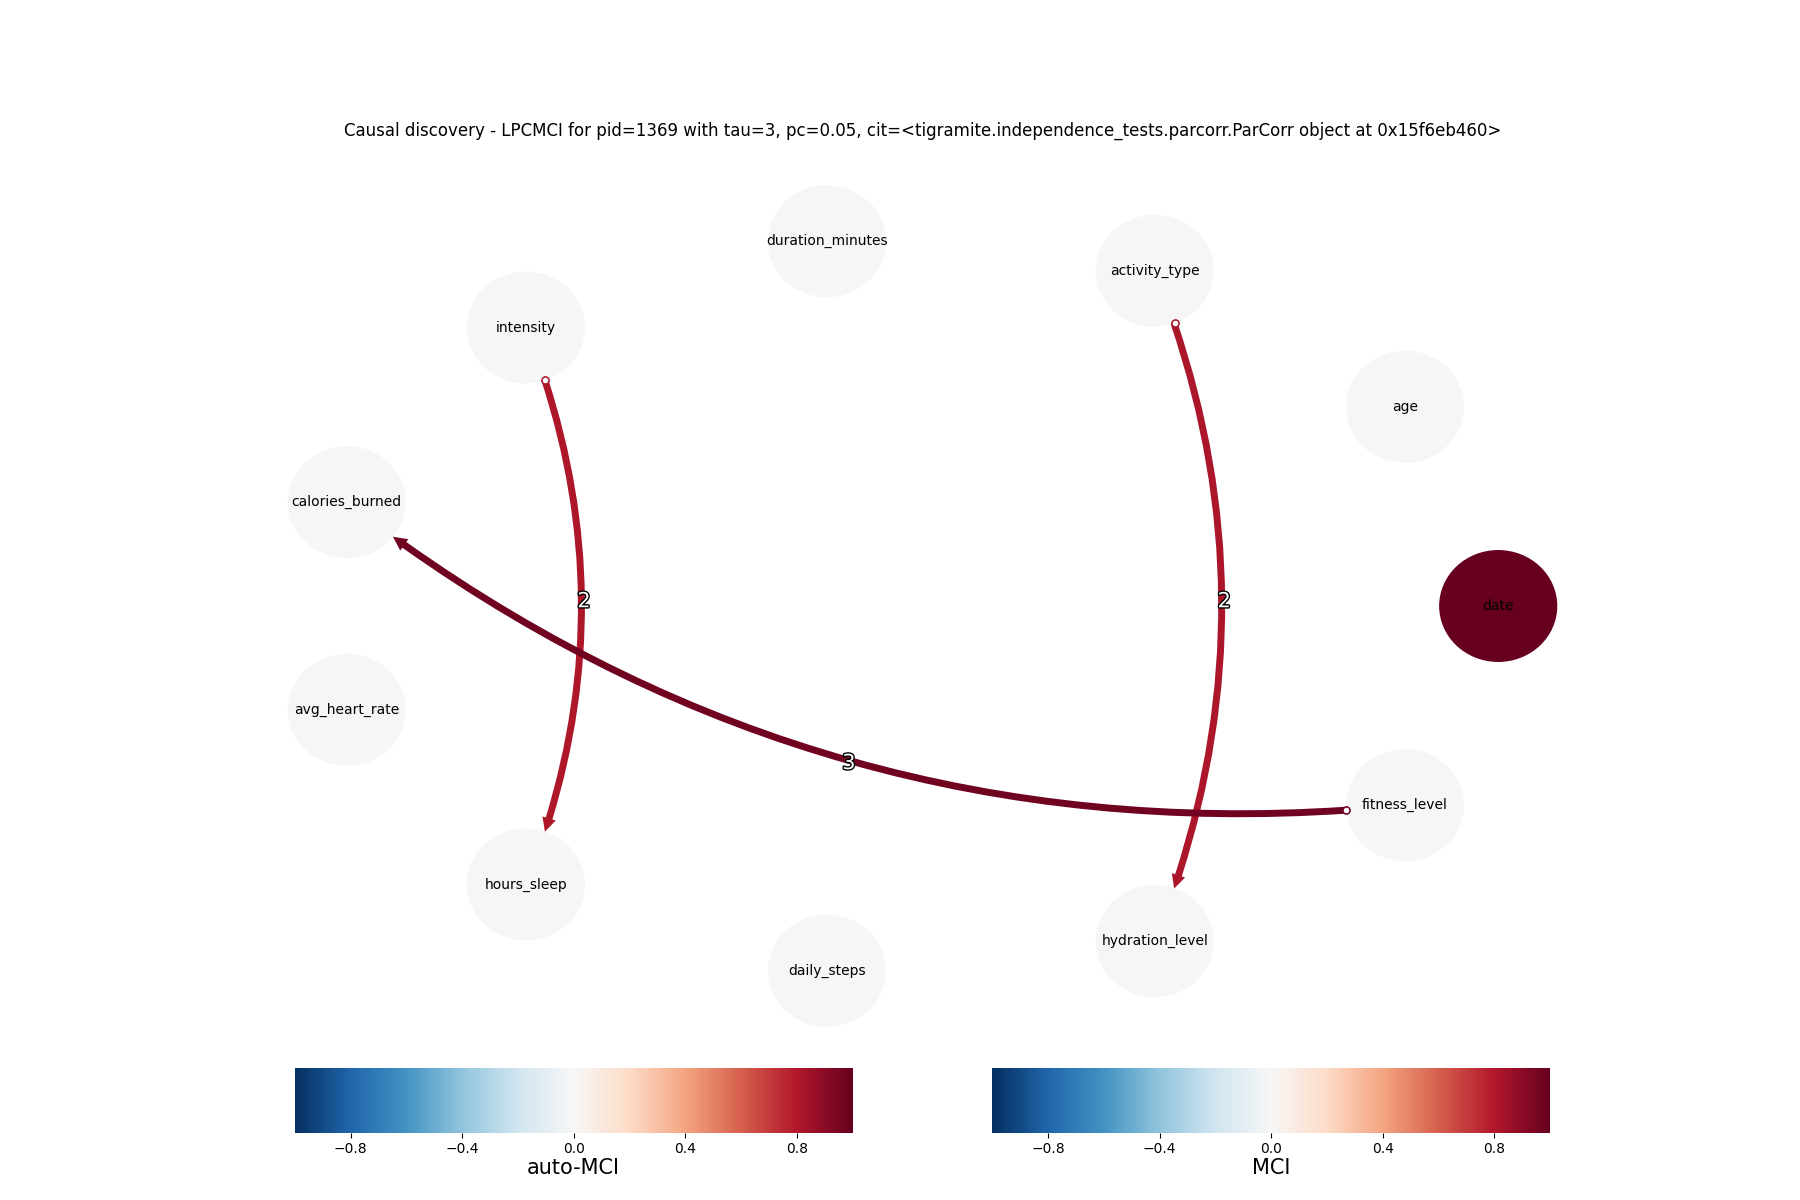 Causal discovery - LPCMCI for pid=1369 with tau=3, pc=0.05, cit=<tigramite.independence_tests.parcorr.ParCorr object at 0x15f6eb460>
duration_minutes
activity_type
intensity
age
calories_burned
2
2
date
avg_heart_rate
3
fitness_level
hours_sleep
hydration_level
daily_steps
−0.8 −0.4 0.0 0.4 0.8
auto-MCI
−0.8 −0.4 0.0 0.4 0.8
MCI